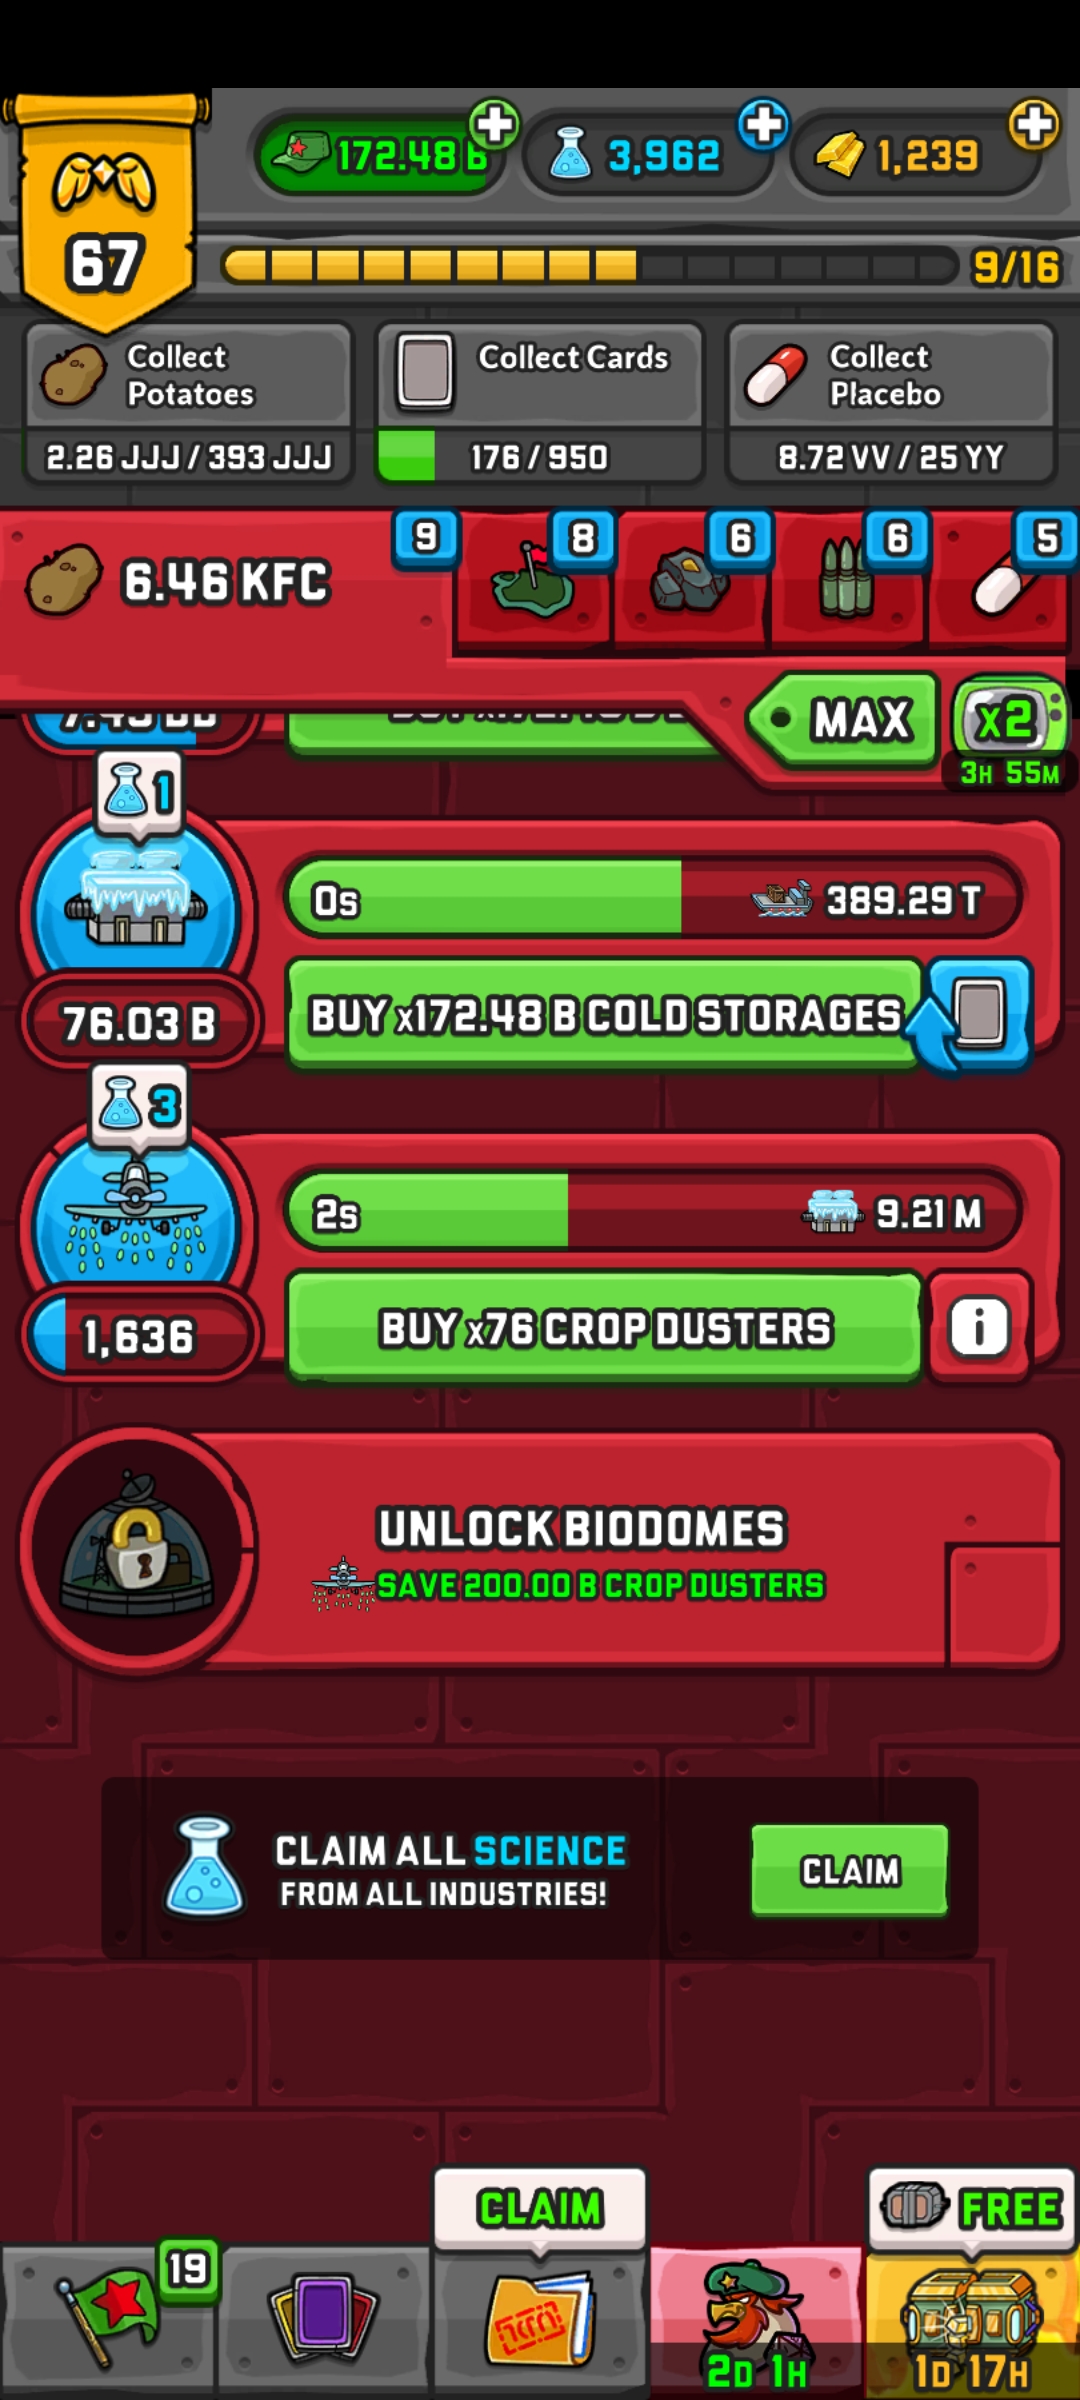 67
172.48 B
3,962
1,239
9/16
Collect Potatoes
2.26 JJJ / 393 JJJ
Collect Cards
176 / 950
Collect Placebo
8.72 VV / 25 YY
6.46 KFC
9
8
6
6
5
MAX
x2
3H 55M
1
0s
389.29 T
76.03 B
BUY x172.48 B COLD STORAGES
3
2s
9.21 M
1,636
BUY x76 CROP DUSTERS
i
UNLOCK BIODOMES
SAVE 200.00 B CROP DUSTERS
CLAIM ALL SCIENCE
FROM ALL INDUSTRIES!
CLAIM
CLAIM
FREE
19
2D 1H
1D 17H